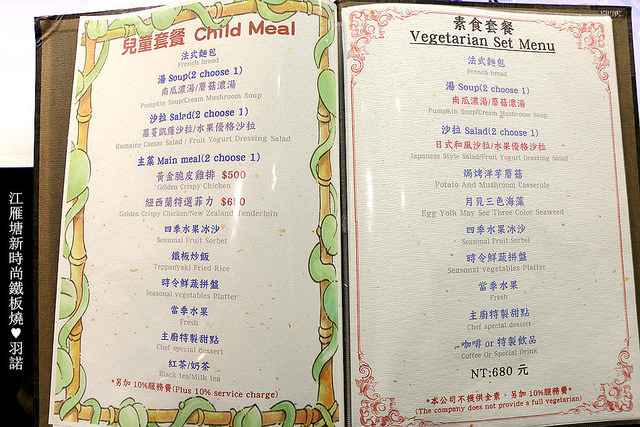 兒童套餐 Child Meal
法式麵包
French bread
湯 Soup(2 choose 1)
南瓜濃湯/蘑菇濃湯
Pumpkin Soup/Cream Mushroom Soup
沙拉 Salad(2 choose 1)
蘿蔓凱薩沙拉/水果優格沙拉
Romaine Caesar Salad / Fruit Yogurt Dressing Salad
主菜 Main meal(2 choose 1)
黃金脆皮雞排 $500
Golden Crispy Chicken
紐西蘭特選菲力 $680
Golden Crispy Chicken/New Zealand Tenderloin
四季水果冰沙
Seasonal Fruit Sorbet
鐵板炒飯
Teppanyaki Fried Rice
時令鮮蔬拼盤
Seasonal vegetables Platter
當季水果
Fresh
主廚特製甜點
Chef special dessert
紅茶/奶茶
Black tea/Milk tea
*另加 10%服務費(Plus 10% service charge)
素食套餐
Vegetarian Set Menu
法式麵包
French bread
湯 Soup(2 choose 1)
南瓜濃湯/蘑菇濃湯
Pumpkin Soup/Cream Mushroom Soup
沙拉 Salad(2 choose 1)
日式和風沙拉/水果優格沙拉
Japanese Style Salad/Fruit Yogurt Dressing Salad
焗烤洋芋蘑菇
Potato And Mushroom Casserole
月見三色海藻
Egg Yolk May See Three Color Seaweed
四季水果冰沙
Seasonal Fruit Sorbet
時令鮮蔬拼盤
Seasonal vegetables Platter
當季水果
Fresh
主廚特製甜點
Chef special dessert
咖啡 or 特製飲品
Coffee Or Special Drink
NT:680 元
*本公司不提供全素，另加 10%服務費*
(The company does not provide a full vegetarian)
江雁塘新時尚鐵板燒♥羽諾